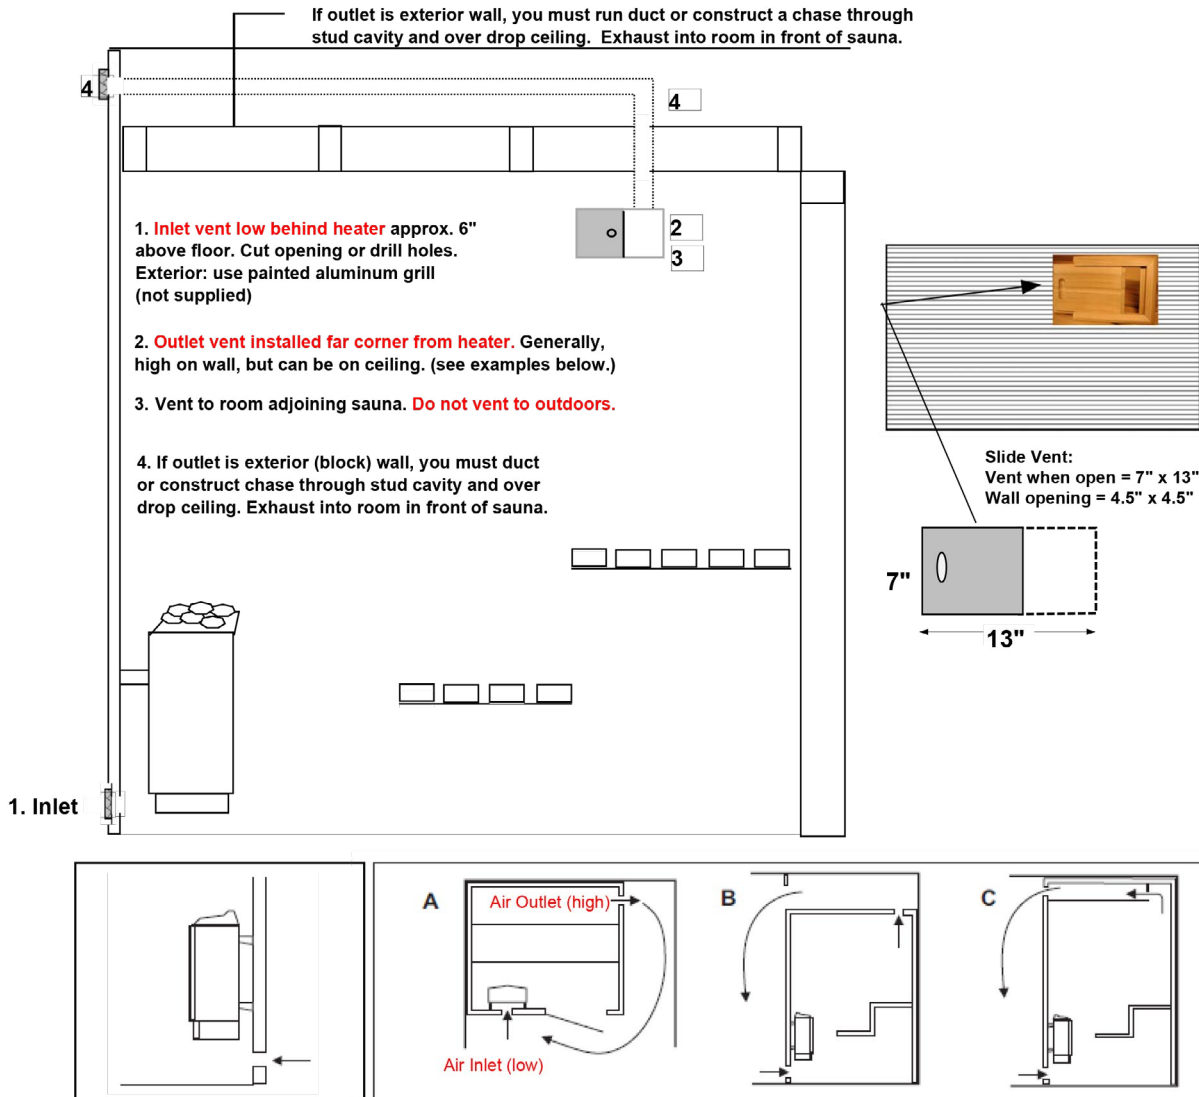 If outlet is exterior wall, you must run duct or construct a chase through
stud cavity and over drop ceiling. Exhaust into room in front of sauna.
4
4
1. Inlet vent low behind heater approx. 6"
above floor. Cut opening or drill holes.
Exterior: use painted aluminum grill
(not supplied)
2
3
2. Outlet vent installed far corner from heater. Generally,
high on wall, but can be on ceiling. (see examples below.)
3. Vent to room adjoining sauna. Do not vent to outdoors.
4. If outlet is exterior (block) wall, you must duct
or construct chase through stud cavity and over
drop ceiling. Exhaust into room in front of sauna.
Slide Vent:
Vent when open = 7" x 13"
Wall opening = 4.5" x 4.5"
7"
13"
1. Inlet
A
Air Outlet (high)
Air Inlet (low)
B
C